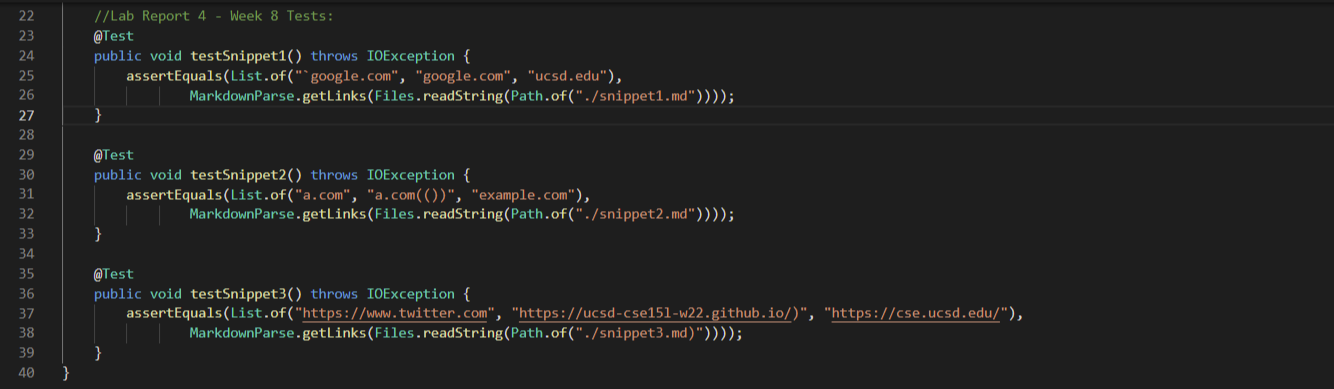 22 //Lab Report 4 - Week 8 Tests:
23 @Test
24 public void testSnippet1() throws IOException {
25 assertEquals(List.of("`google.com", "google.com", "ucsd.edu"),
26 MarkdownParse.getLinks(Files.readString(Path.of("./snippet1.md"))));
27 }
28
29 @Test
30 public void testSnippet2() throws IOException {
31 assertEquals(List.of("a.com", "a.com(())", "example.com"),
32 MarkdownParse.getLinks(Files.readString(Path.of("./snippet2.md"))));
33 }
34
35 @Test
36 public void testSnippet3() throws IOException {
37 assertEquals(List.of("https://www.twitter.com", "https://ucsd-cse15l-w22.github.io/)", "https://cse.ucsd.edu/"),
38 MarkdownParse.getLinks(Files.readString(Path.of("./snippet3.md)"))));
39 }
40 }